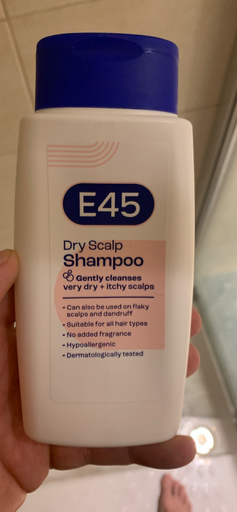 E45
Dry Scalp
Shampoo
Gently cleanses
very dry + itchy scalps
- Can also be used on flaky
scalps and dandruff
- Suitable for all hair types
- No added fragrance
- Hypoallergenic
- Dermatologically tested